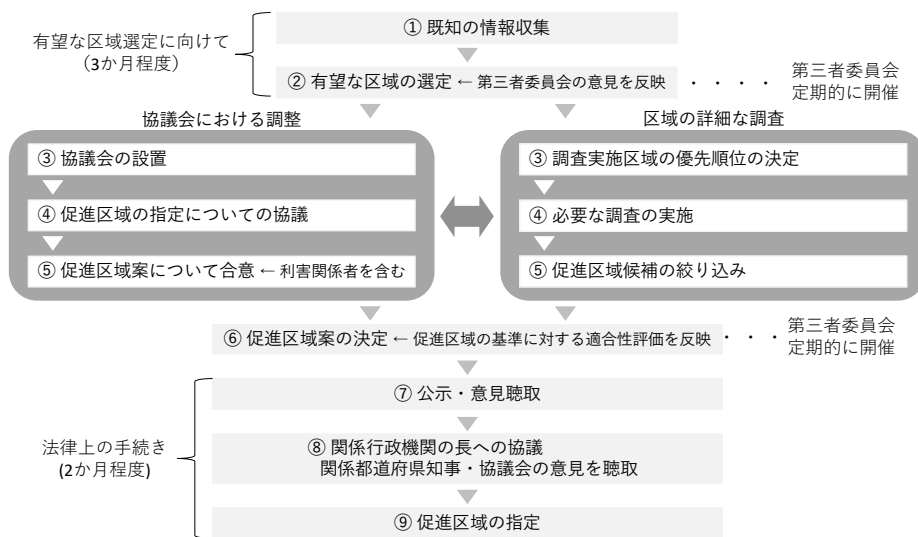 ① 既知の情報収集
有望な区域選定に向けて
（3か月程度）
② 有望な区域の選定 ← 第三者委員会の意見を反映
・・・・
第三者委員会
定期的に開催
協議会における調整
③ 協議会の設置
④ 促進区域の指定についての協議
⑤ 促進区域案について合意 ← 利害関係者を含む
区域の詳細な調査
③ 調査実施区域の優先順位の決定
④ 必要な調査の実施
⑤ 促進区域候補の絞り込み
⑥ 促進区域案の決定 ← 促進区域の基準に対する適合性評価を反映
・・・
第三者委員会
定期的に開催
⑦ 公示・意見聴取
法律上の手続き
(2か月程度)
⑧ 関係行政機関の長への協議
関係都道府県知事・協議会の意見を聴取
⑨ 促進区域の指定